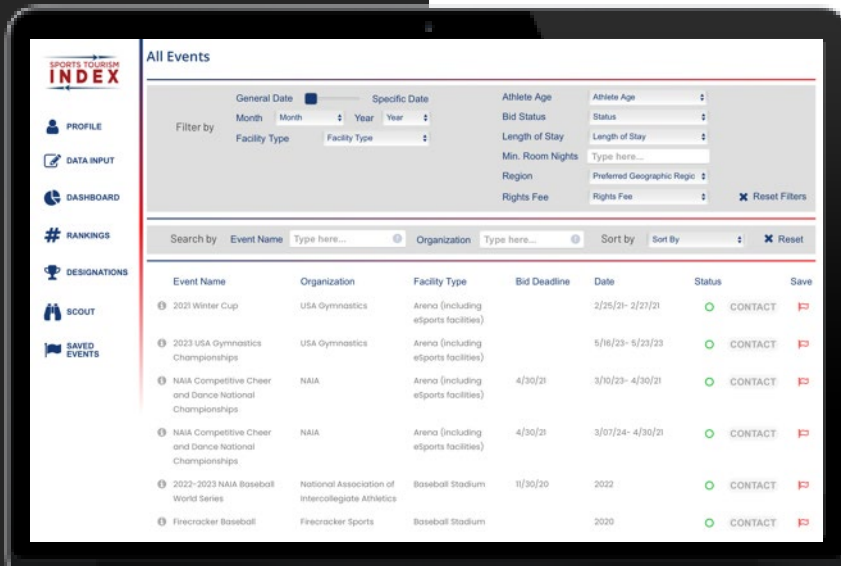 SPORTS TOURISM
INDEX
PROFILE
DATA INPUT
DASHBOARD
RANKINGS
DESIGNATIONS
SCOUT
SAVED
EVENTS
All Events
Filter by
General Date Specific Date
Month Month Year Year
Facility Type Facility Type
Athlete Age Athlete Age
Bid Status Status
Length of Stay Length of Stay
Min. Room Nights Type here...
Region Preferred Geographic Regic
Rights Fee Rights Fee
Reset Filters
Search by Event Name Type here... Organization Type here... Sort by Sort By Reset
Event Name Organization Facility Type Bid Deadline Date Status Save
2021 Winter Cup USA Gymnastics Arena (including 2/25/21- 2/27/21 CONTACT
eSports facilities)
2023 USA Gymnastics USA Gymnastics Arena (including 5/16/23- 5/23/23 CONTACT
Championships eSports facilities)
NAIA Competitive Cheer NAIA Arena (including 4/30/21 3/10/23- 4/30/21 CONTACT
and Dance National eSports facilities)
Championships
NAIA Competitive Cheer NAIA Arena (including 4/30/21 3/07/24- 4/30/21 CONTACT
and Dance National eSports facilities)
Championships
2022-2023 NAIA Baseball National Association of Baseball Stadium 11/30/20 2022 CONTACT
World Series Intercollegiate Athletics
Firecracker Baseball Firecracker Sports Baseball Stadium 2020 CONTACT